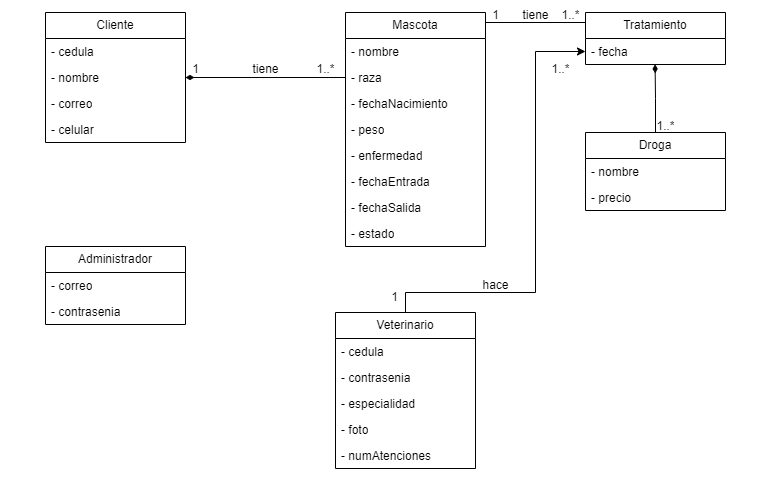 Cliente
- cedula
- nombre
- correo
- celular
1 tiene 1..*
Mascota
- nombre
- raza
- fechaNacimiento
- peso
- enfermedad
- fechaEntrada
- fechaSalida
- estado
1 tiene 1..*
Tratamiento
- fecha
1..*
1..*
Droga
- nombre
- precio
Administrador
- correo
- contrasenia
hace
1
Veterinario
- cedula
- contrasenia
- especialidad
- foto
- numAtenciones